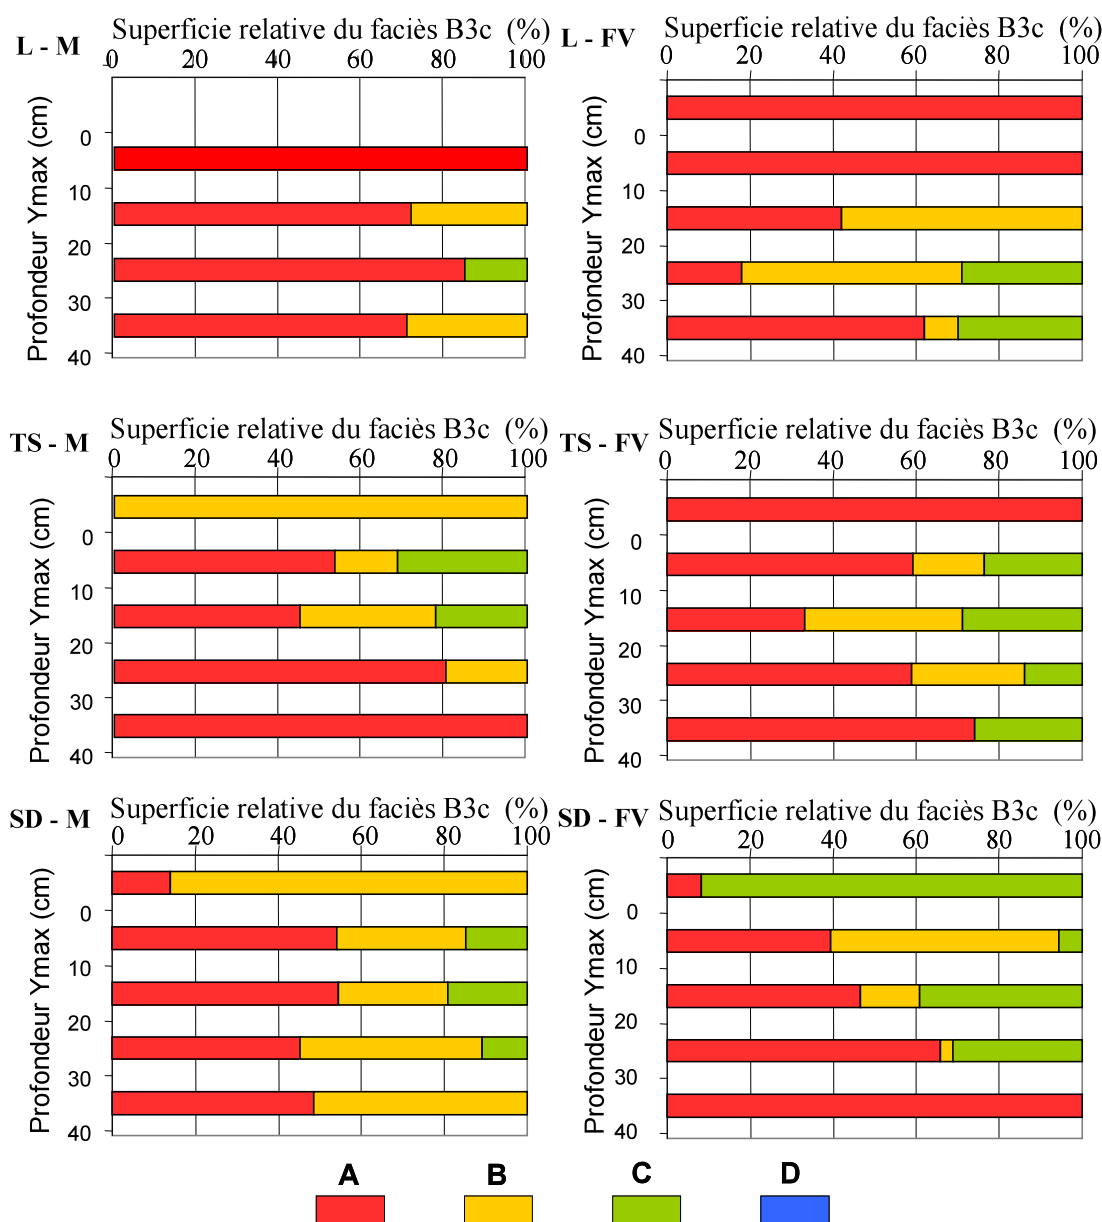 L - M Superficie relative du faciès B3c (%)
0 20 40 60 80 100
Profondeur Ymax (cm)
0
10
20
30
40
L - FV Superficie relative du faciès B3c (%)
0 20 40 60 80 100
Profondeur Ymax (cm)
0
10
20
30
40
TS - M Superficie relative du faciès B3c (%)
0 20 40 60 80 100
Profondeur Ymax (cm)
0
10
20
30
40
TS - FV Superficie relative du faciès B3c (%)
0 20 40 60 80 100
Profondeur Ymax (cm)
0
10
20
30
40
SD - M Superficie relative du faciès B3c (%)
0 20 40 60 80 100
Profondeur Ymax (cm)
0
10
20
30
40
SD - FV Superficie relative du faciès B3c (%)
0 20 40 60 80 100
Profondeur Ymax (cm)
0
10
20
30
40
A B C D